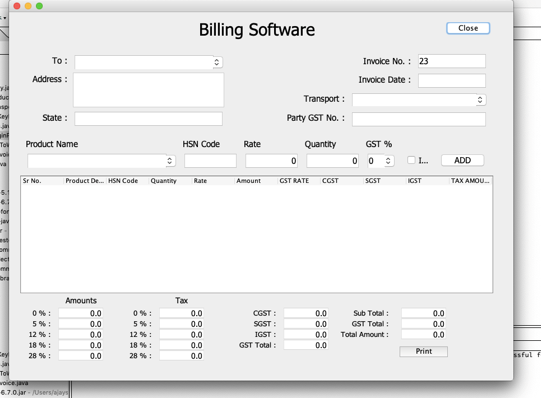 Billing Software
Close
To :
Invoice No. : 23
Address :
Invoice Date :
Transport :
State :
Party GST No. :
Product Name HSN Code Rate Quantity GST %
0 0 0 I... ADD
Sr No. Product De... HSN Code Quantity Rate Amount GST RATE CGST SGST IGST TAX AMOU...
Amounts Tax
0 % : 0.0 0 % : 0.0 CGST : 0.0 Sub Total : 0.0
5 % : 0.0 5 % : 0.0 SGST : 0.0 GST Total : 0.0
12 % : 0.0 12 % : 0.0 IGST : 0.0 Total Amount : 0.0
18 % : 0.0 18 % : 0.0 GST Total : 0.0
Print
28 % : 0.0 28 % : 0.0
voice.java
-6.7.0.jar - /Users/ajays